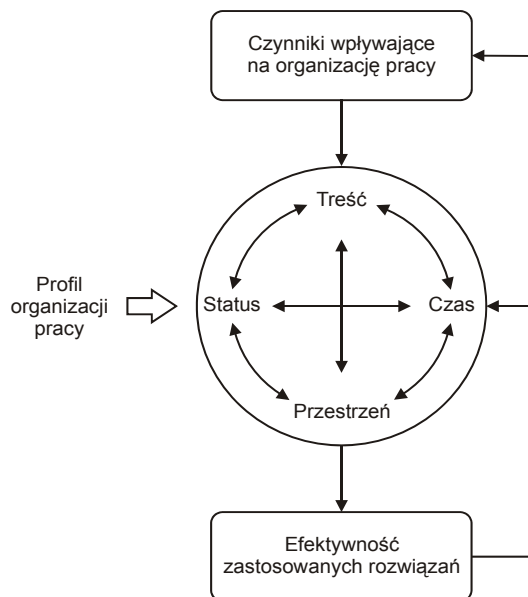 Czynniki wpływające
na organizację pracy
Treść
Profil
organizacji
pracy
Status
Czas
Przestrzeń
Efektywność
zastosowanych rozwiązań